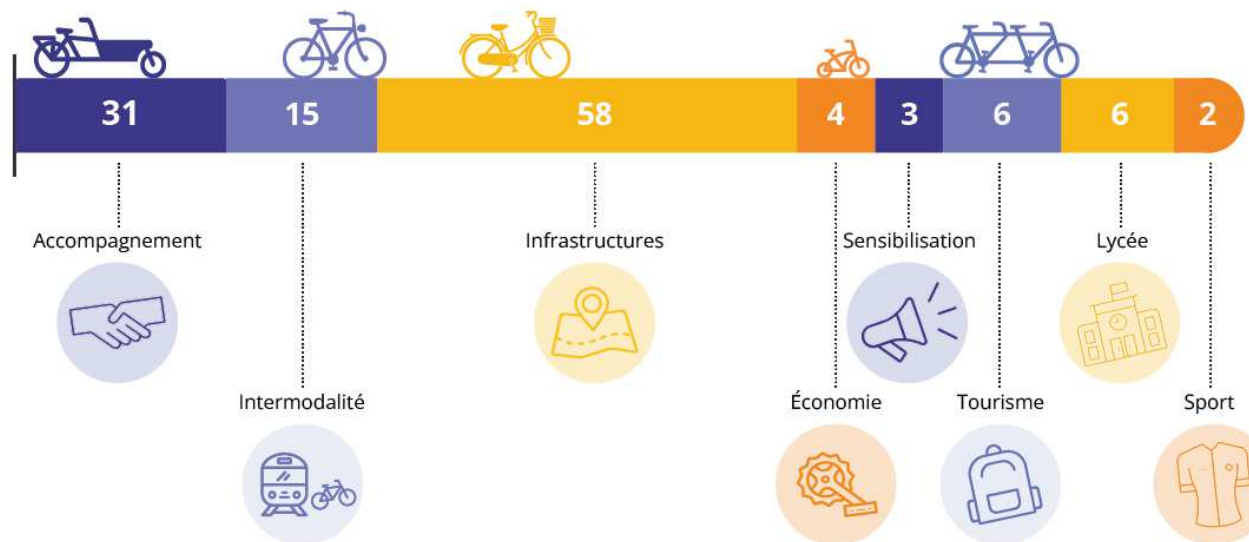 31 15 58 4 3 6 6 2
Accompagnement Infrastructures Sensibilisation Lycée
Intermodalité Économie Tourisme Sport